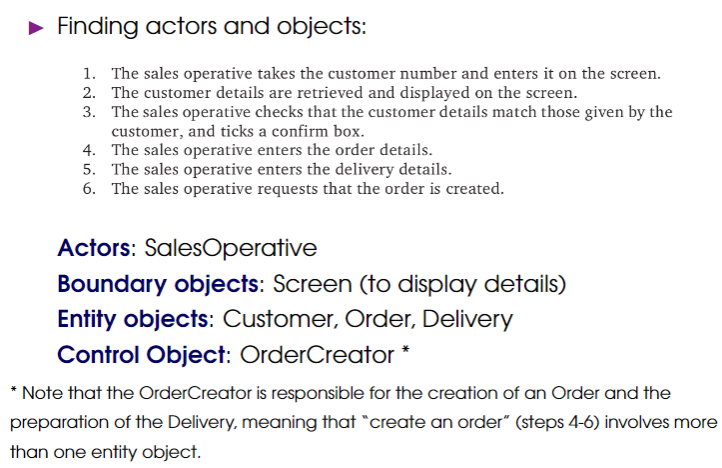 ► Finding actors and objects:
1. The sales operative takes the customer number and enters it on the screen.
2. The customer details are retrieved and displayed on the screen.
3. The sales operative checks that the customer details match those given by the
customer, and ticks a confirm box.
4. The sales operative enters the order details.
5. The sales operative enters the delivery details.
6. The sales operative requests that the order is created.
Actors: SalesOperative
Boundary objects: Screen (to display details)
Entity objects: Customer, Order, Delivery
Control Object: OrderCreator *
* Note that the OrderCreator is responsible for the creation of an Order and the
preparation of the Delivery, meaning that “create an order” (steps 4-6) involves more
than one entity object.